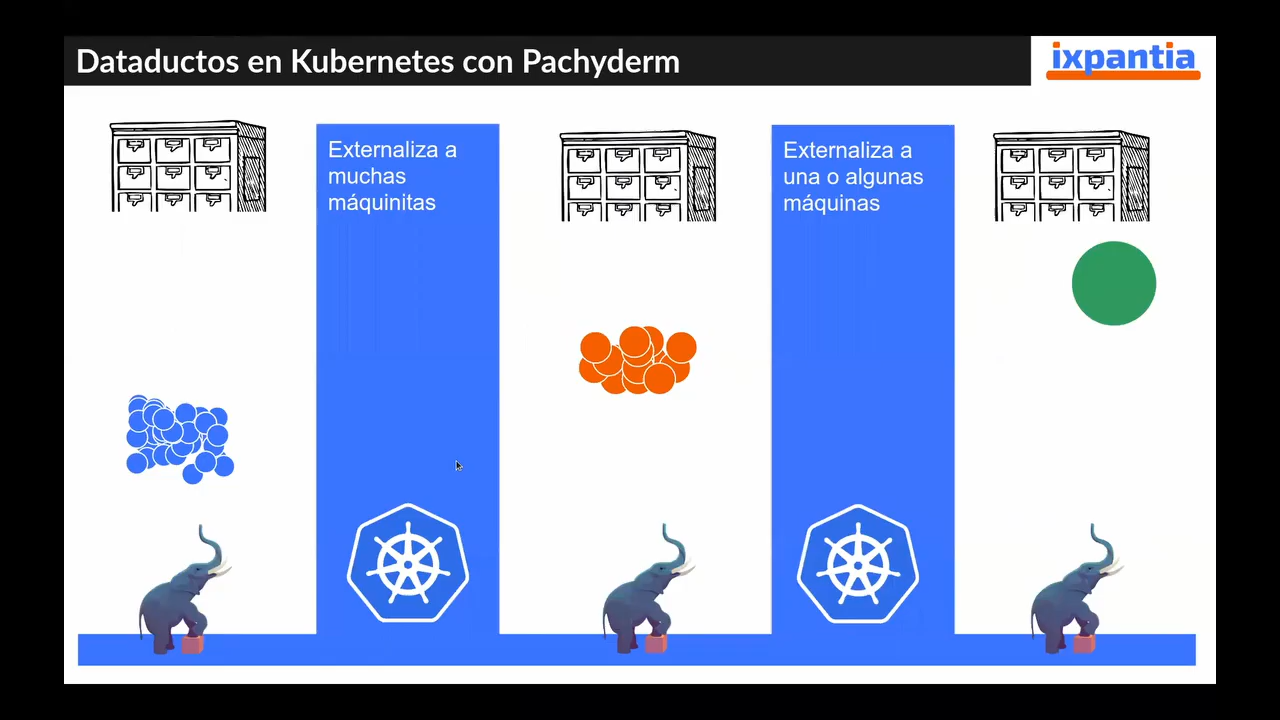 Dataductos en Kubernetes con Pachyderm
ixpantia
Externaliza a
muchas
máquinitas
Externaliza a
una o algunas
máquinas